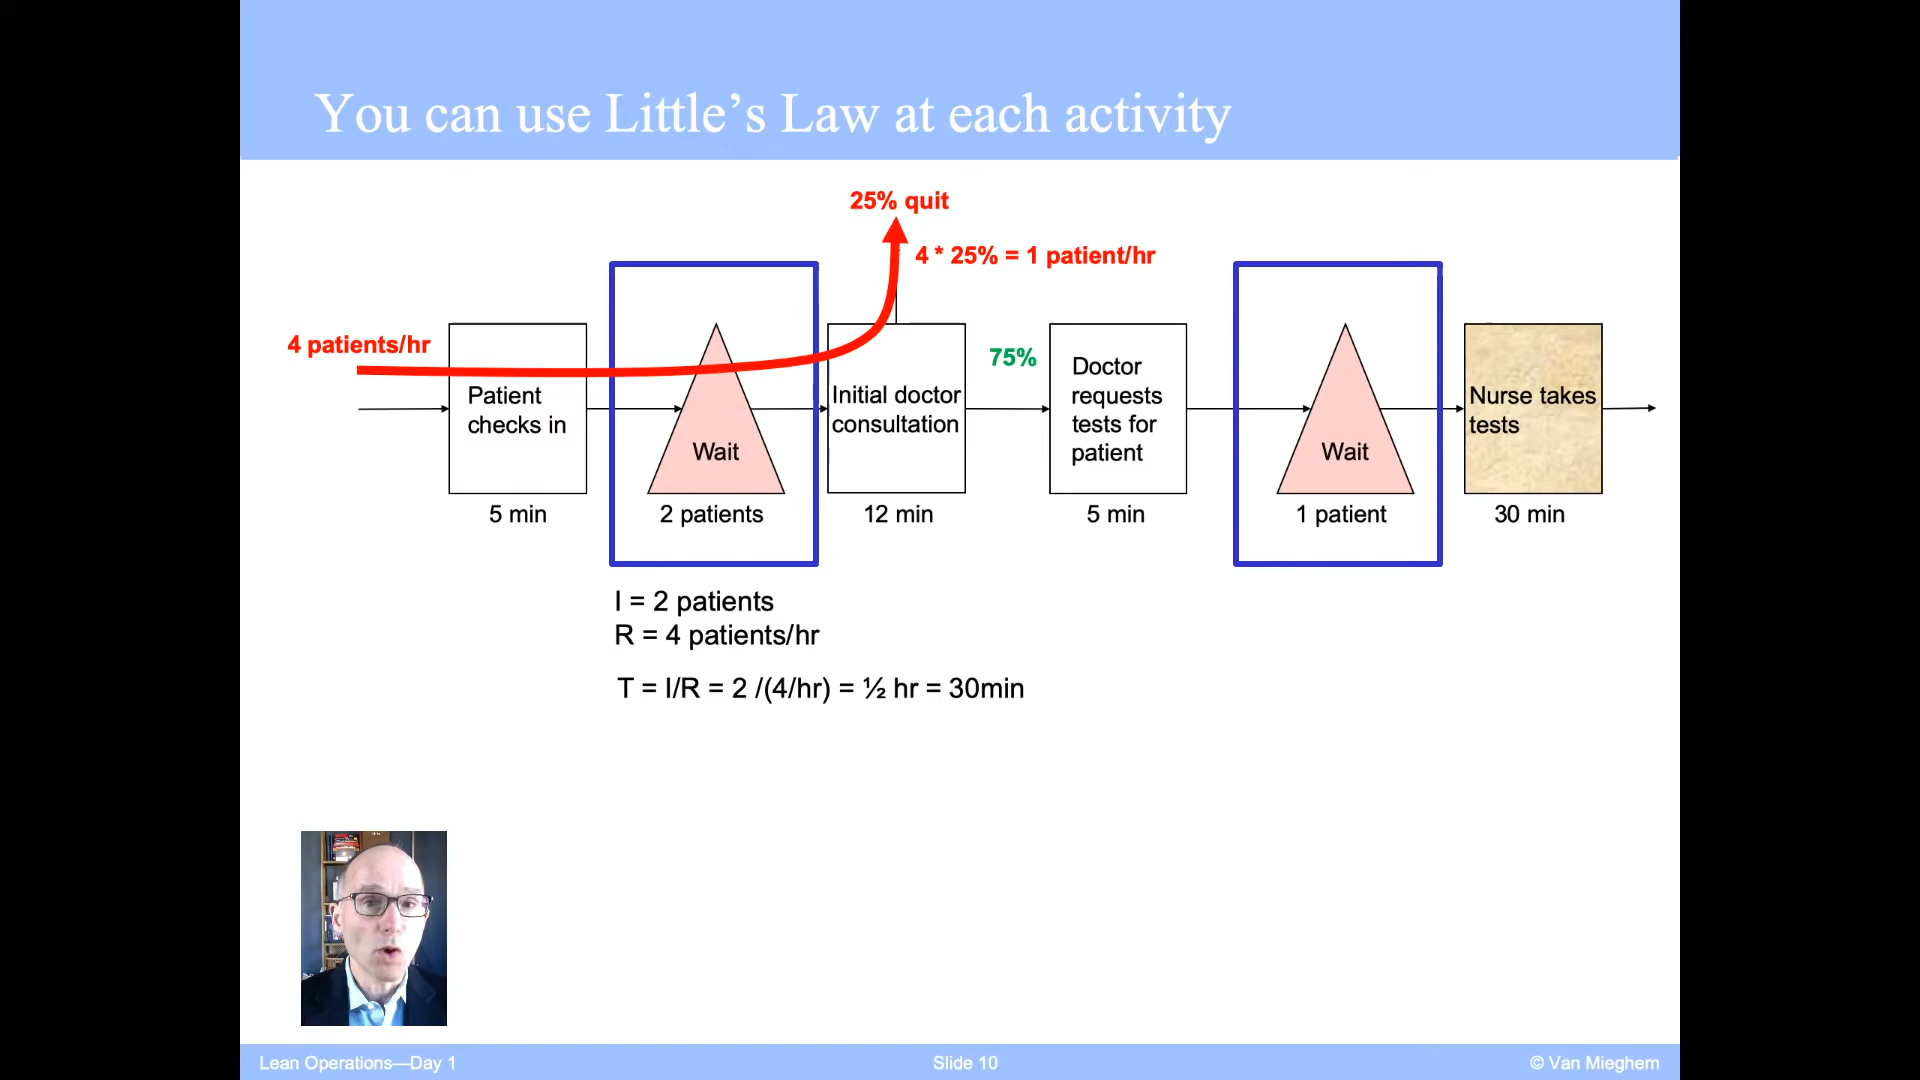 You can use Little’s Law at each activity
25% quit
4 * 25% = 1 patient/hr
4 patients/hr
Patient
checks in
5 min
Wait
2 patients
Initial doctor
consultation
12 min
75%
Doctor
requests
tests for
patient
5 min
Wait
1 patient
Nurse takes
tests
30 min
I = 2 patients
R = 4 patients/hr
T = I/R = 2 /(4/hr) = ½ hr = 30min
Lean Operations—Day 1
Slide 10
© Van Mieghem